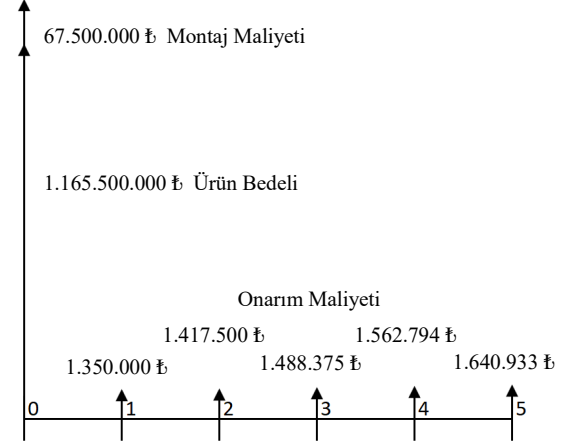 67.500.000 ₺ Montaj Maliyeti
1.165.500.000 ₺ Ürün Bedeli
Onarım Maliyeti
1.417.500 ₺ 1.562.794 ₺
1.350.000 ₺ 1.488.375 ₺ 1.640.933 ₺
0 1 2 3 4 5